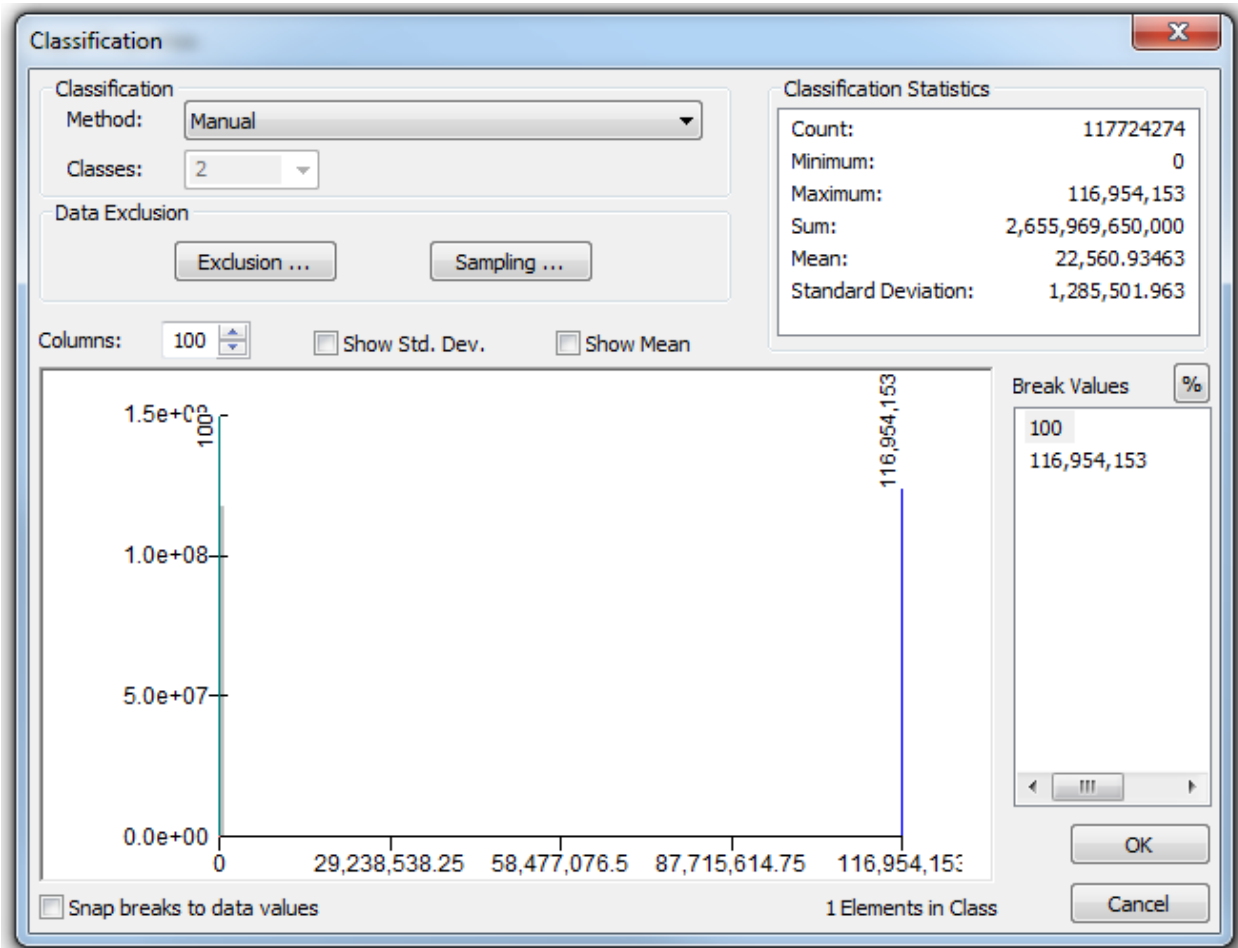 Classification
Classification
Method: Manual
Classes: 2
Data Exclusion
Exclusion ...
Sampling ...
Classification Statistics
Count: 117724274
Minimum: 0
Maximum: 116,954,153
Sum: 2,655,969,650,000
Mean: 22,560.93463
Standard Deviation: 1,285,501.963
Columns: 100
Show Std. Dev.
Show Mean
Break Values
%
100
116,954,153
100
116,954,153
1.0e+08
5.0e+07
0.0e+00
0
29,238,538.25
58,477,076.5
87,715,614.75
116,954,15
OK
Snap breaks to data values
1 Elements in Class
Cancel